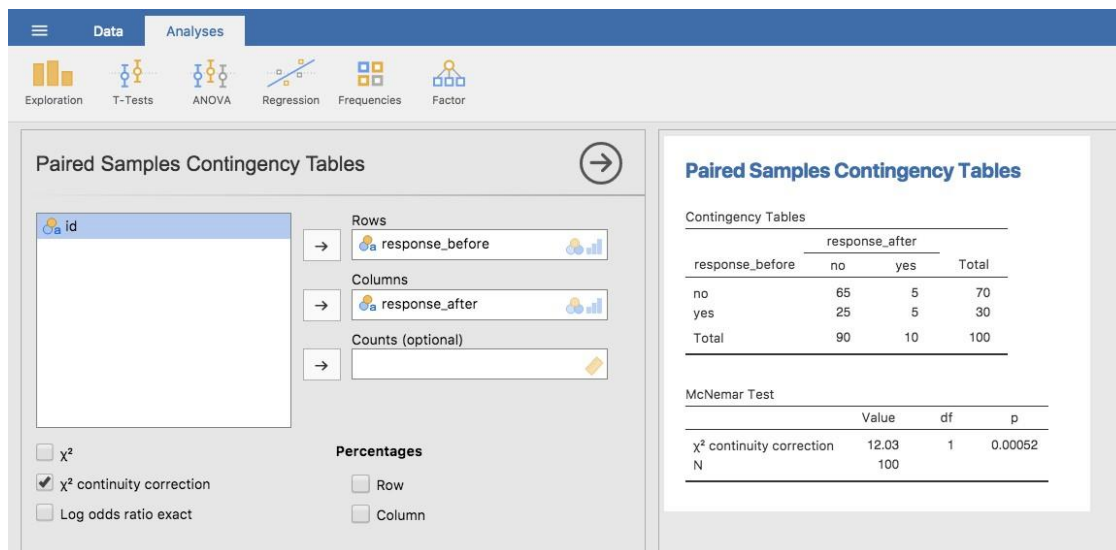 Data Analyses
Exploration T-Tests ANOVA Regression Frequencies Factor
Paired Samples Contingency Tables
id
Rows
response_before
Columns
response_after
Counts (optional)
χ²
χ² continuity correction
Log odds ratio exact
Percentages
Row
Column
Paired Samples Contingency Tables
Contingency Tables
response_after
response_before no yes Total
no 65 5 70
yes 25 5 30
Total 90 10 100
McNemar Test
Value df p
χ² continuity correction 12.03 1 0.00052
N 100